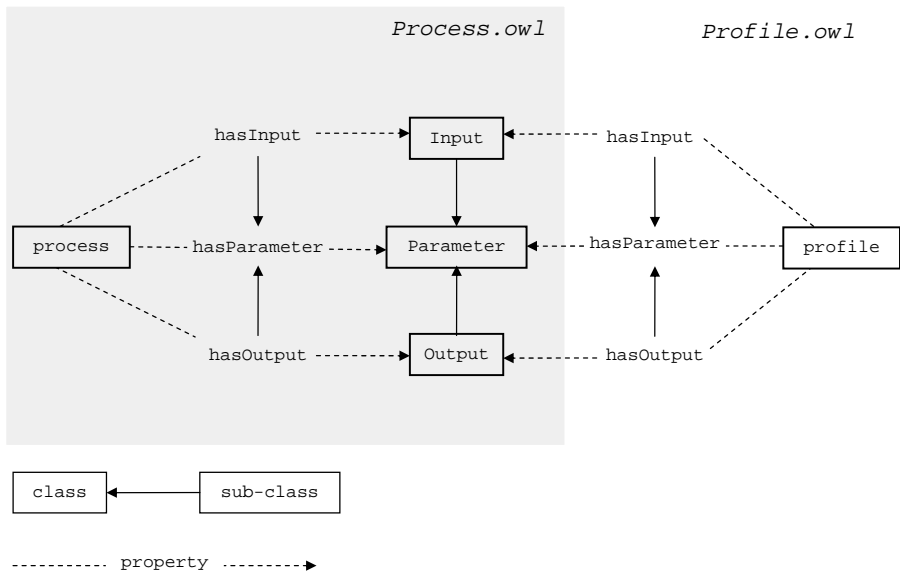 Process.owl
Profile.owl
hasInput
Input
hasInput
process
hasParameter
Parameter
hasParameter
profile
hasOutput
Output
hasOutput
class
sub-class
property